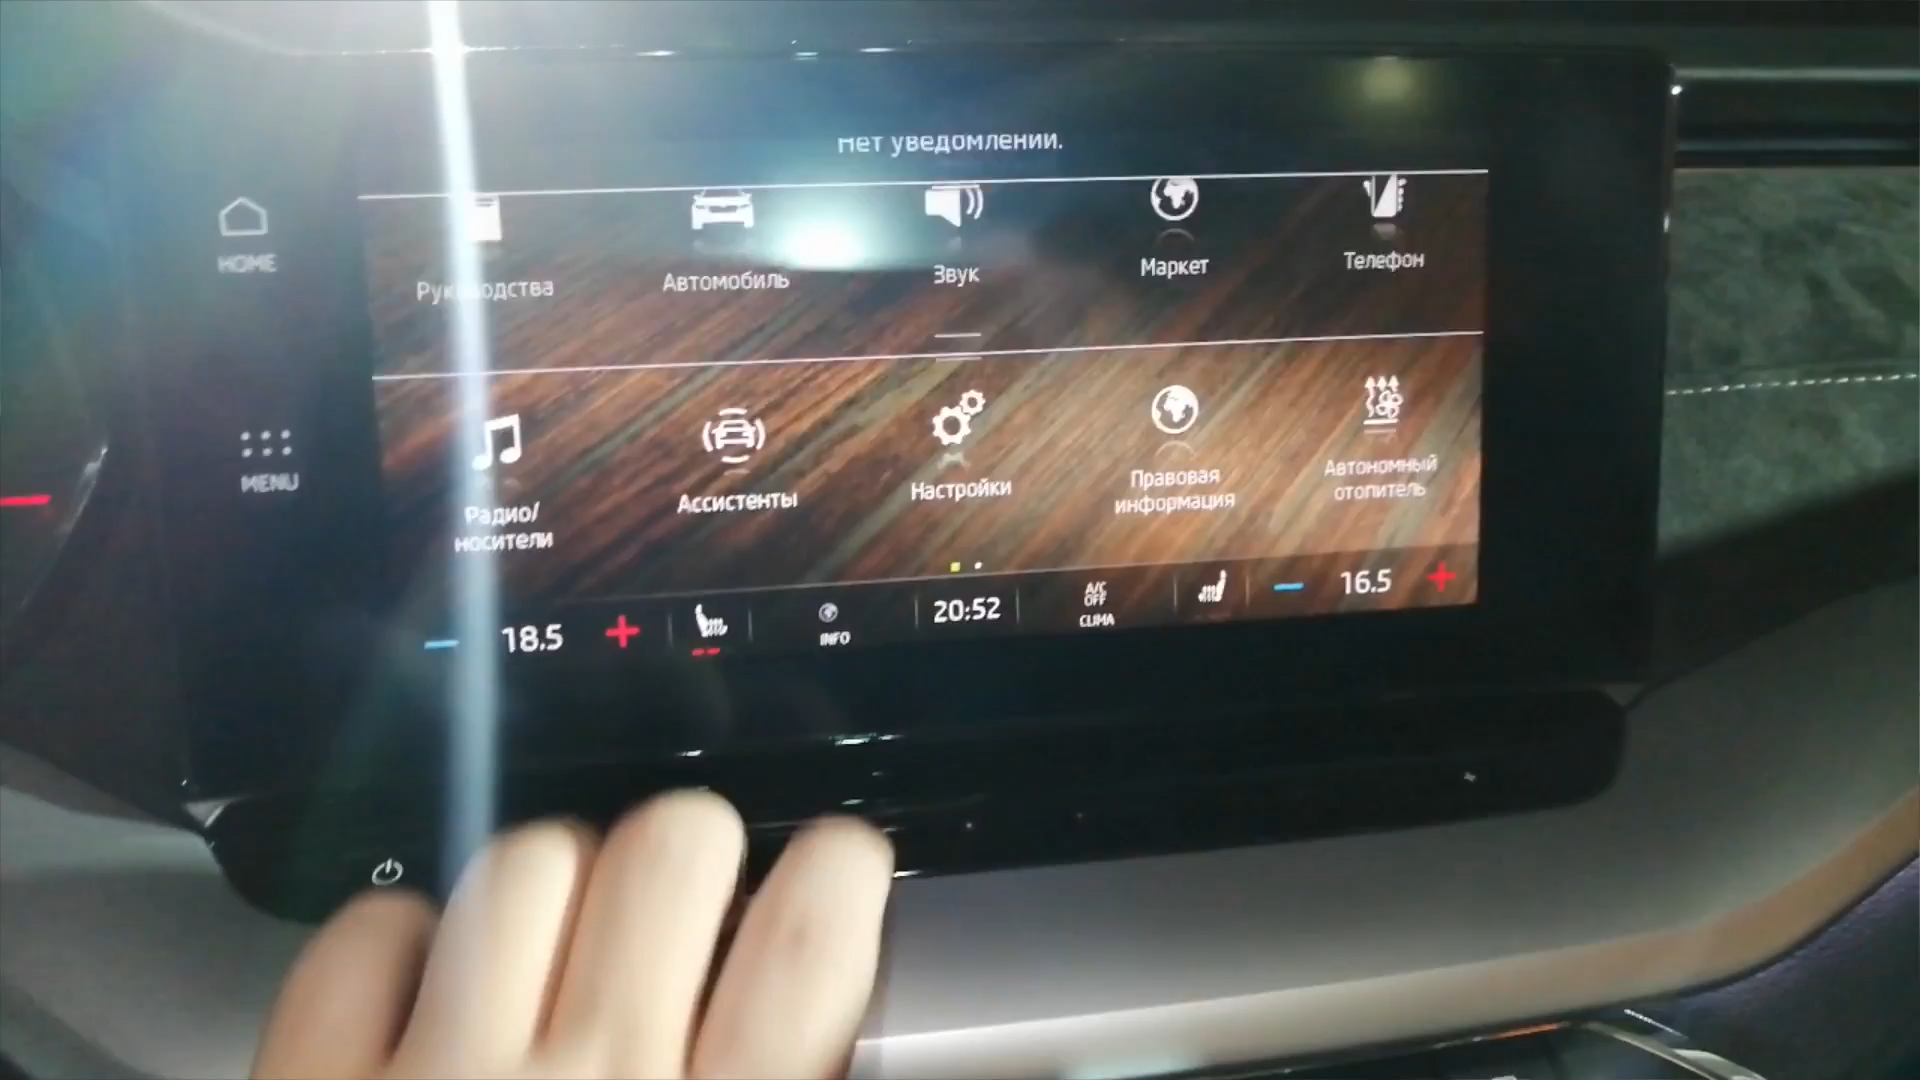 Нет уведомлений.
HOME
Руководства
Автомобиль
Звук
Маркет
Телефон
MENU
Радио/
носители
Ассистенты
Настройки
Правовая
информация
Автономный
отопитель
18.5
INFO
20:52
A/C
OFF
CLIMA
16.5